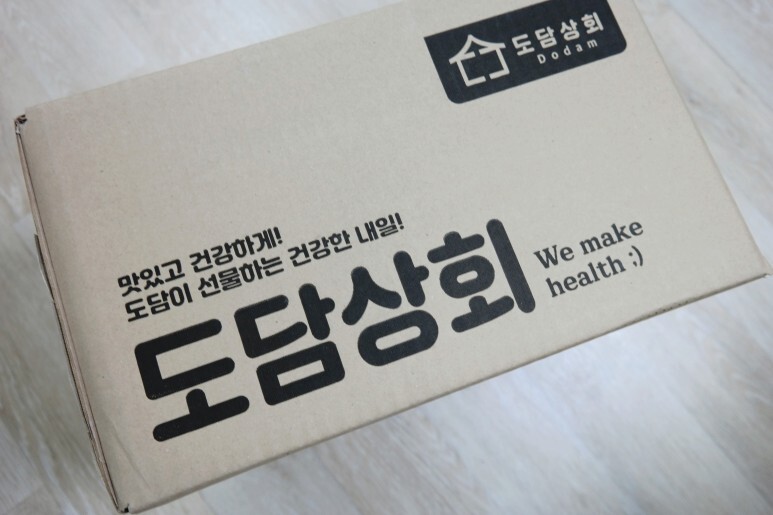 도담상회
Dodam
맛있고 건강하게!
도담이 선물하는 건강한 내일!
도담상회
We make
health :)